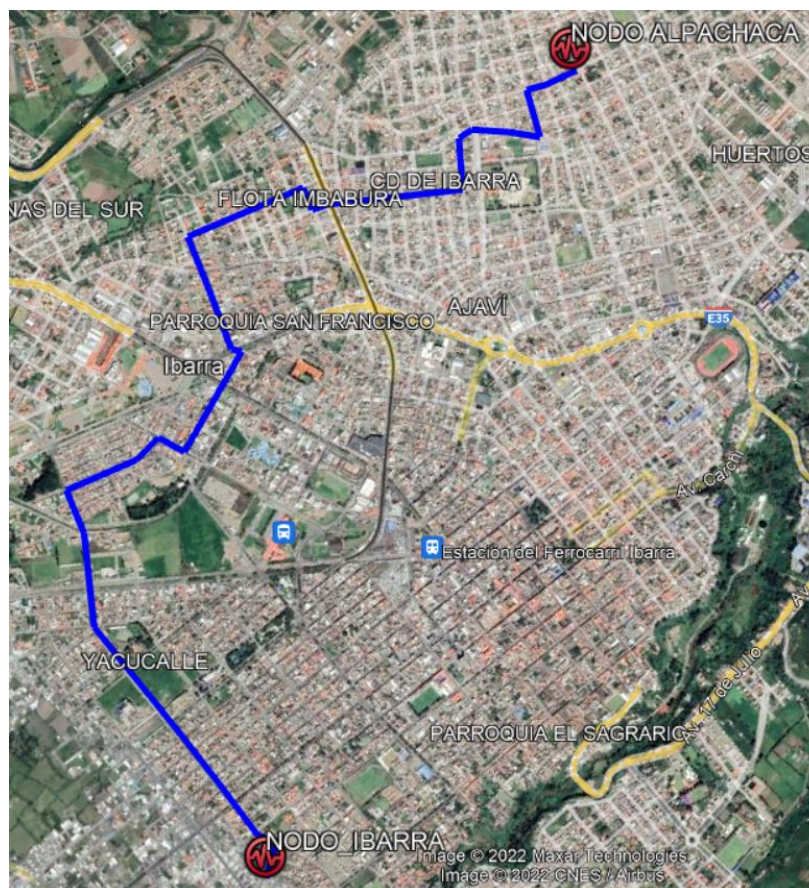 NODO ALPACHACA
HUERTOS
CD DE IBARRA
FLOTA IMBABURA
NAS DEL SUR
AJAVÍ
E35
PARROQUIA SAN FRANCISCO
Ibarra
Av. Carchi
Estación del Ferrocarril Ibarra
Av.
YACUCALLE
Av. 17 de Julio
PARROQUIA EL SAGRARIO
NODO_IBARRA
Image © 2022 Maxar Technologies
Image © 2022 CNES / Airbus